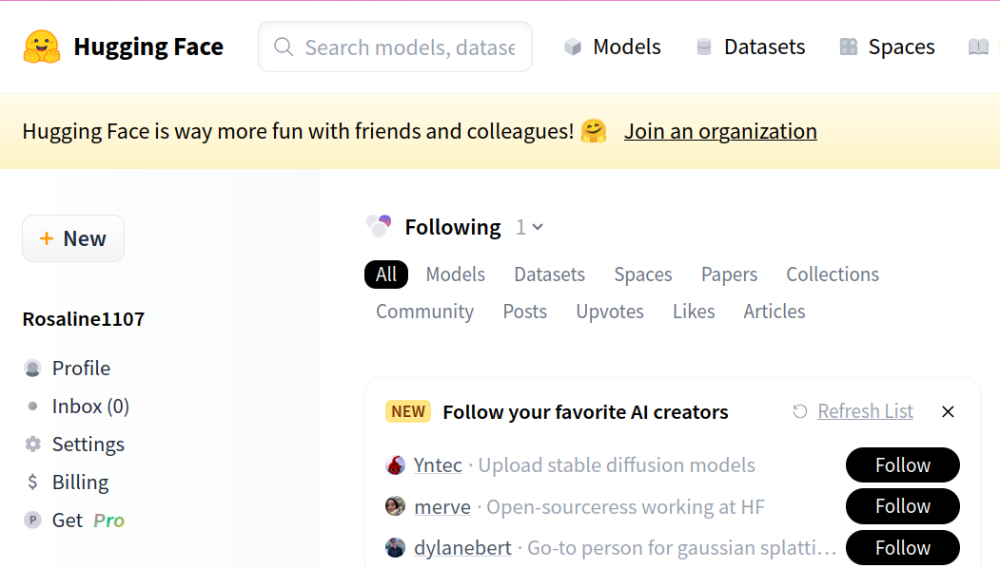 Hugging Face
Search models, datase
Models
Datasets
Spaces
Hugging Face is way more fun with friends and colleagues! 🤗 Join an organization
+ New
Rosaline1107
Profile
Inbox (0)
Settings
$ Billing
P Get Pro
Following 1
All Models Datasets Spaces Papers Collections
Community Posts Upvotes Likes Articles
NEW Follow your favorite AI creators Refresh List
Yntec · Upload stable diffusion models Follow
merve · Open-sourceress working at HF Follow
dylanebert · Go-to person for gaussian splatti… Follow